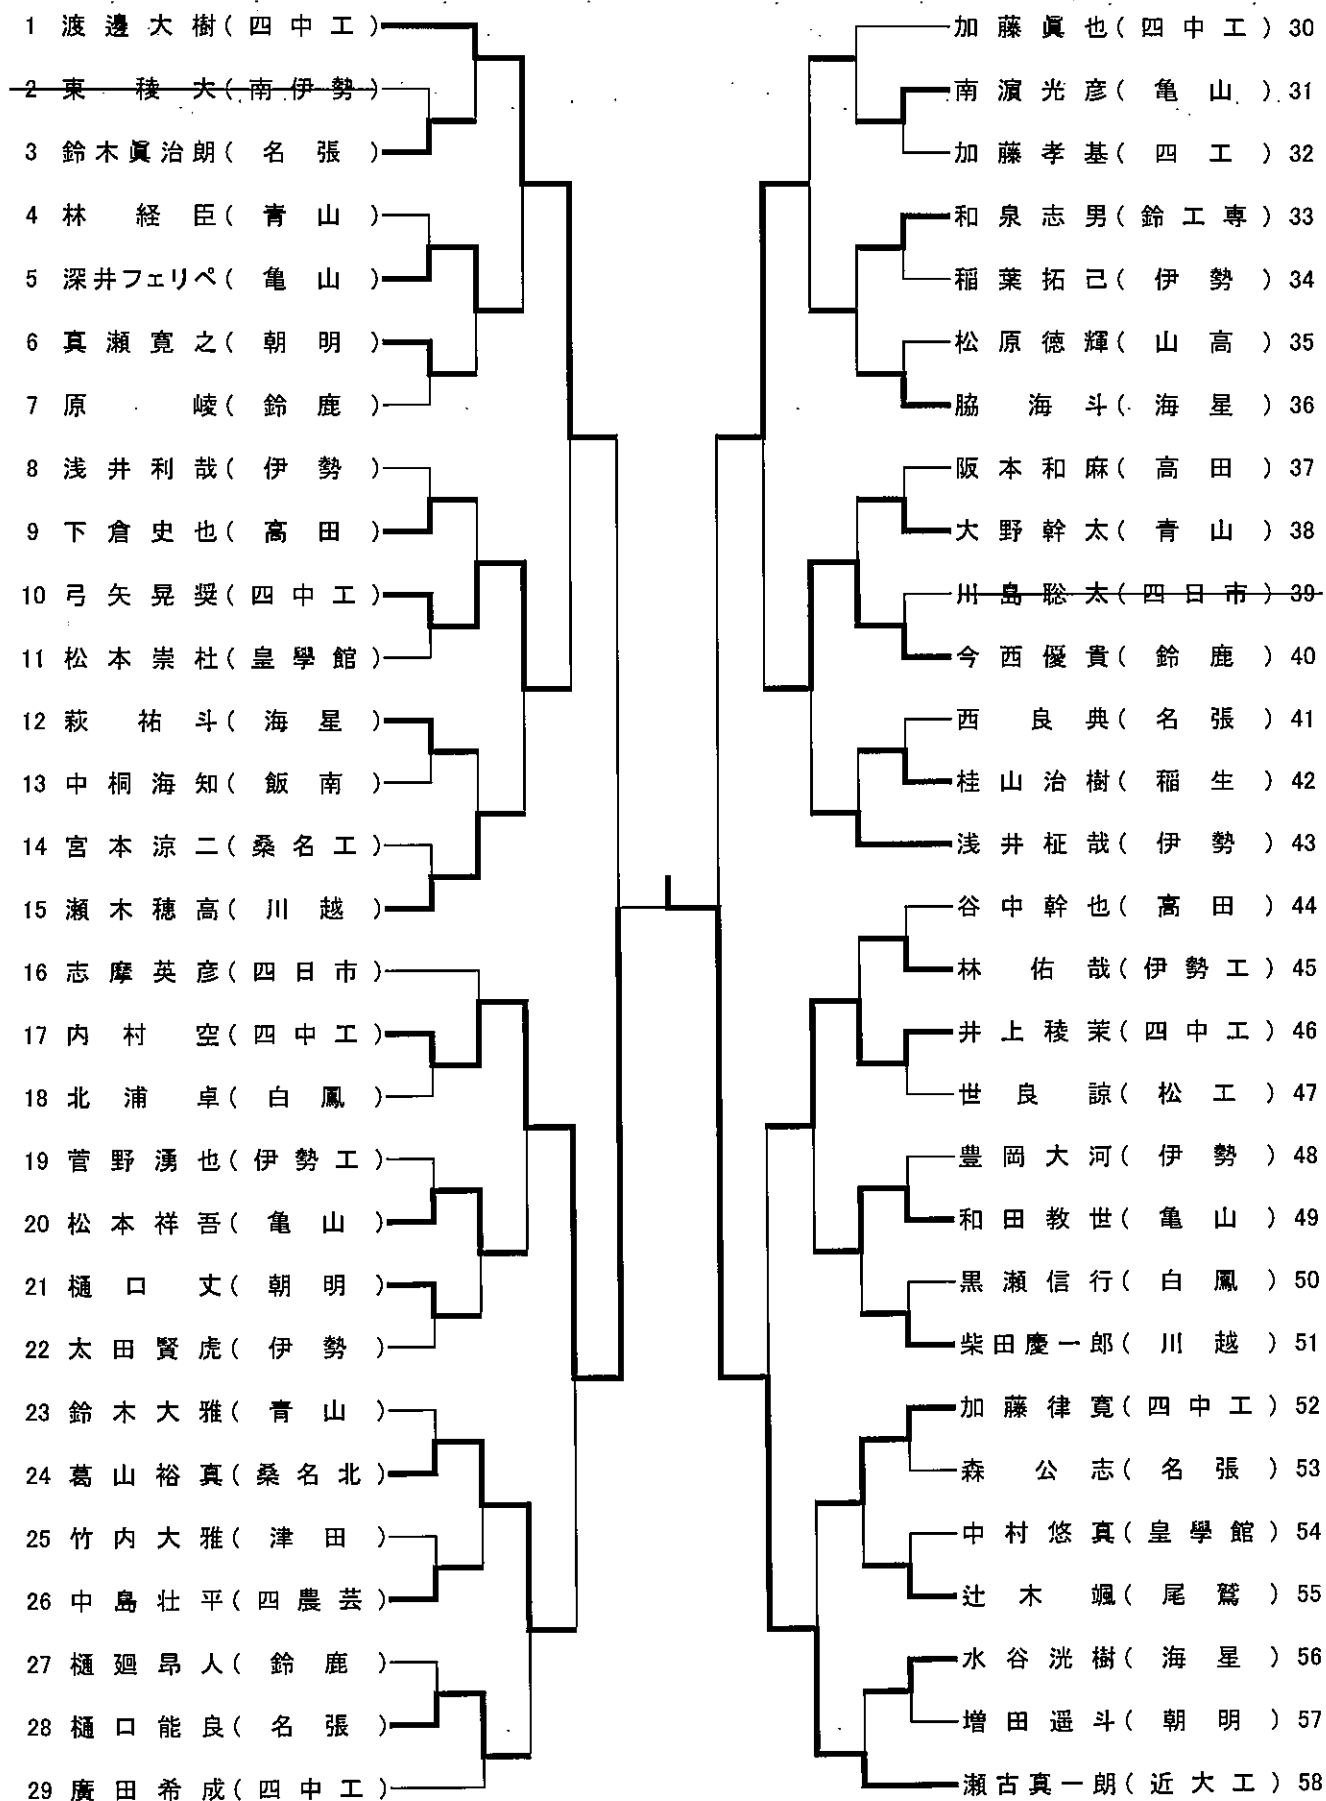 1 渡邊大樹(四中工)
2 東稜大(南伊勢)
3 鈴木眞治朗(名張)
4 林経臣(青山)
5 深井フェリペ(亀山)
6 真瀬寛之(朝明)
7 原崚(鈴鹿)
8 浅井利哉(伊勢)
9 下倉史也(高田)
10 弓矢晃奨(四中工)
11 松本崇杜(皇學館)
12 萩祐斗(海星)
13 中桐海知(飯南)
14 宮本涼二(桑名工)
15 瀬木穂高(川越)
16 志摩英彦(四日市)
17 内村空(四中工)
18 北浦卓(白鳳)
19 菅野湧也(伊勢工)
20 松本祥吾(亀山)
21 樋口丈(朝明)
22 太田賢虎(伊勢)
23 鈴木大雅(青山)
24 葛山裕真(桑名北)
25 竹内大雅(津田)
26 中島壮平(四農芸)
27 樋廻昂人(鈴鹿)
28 樋口能良(名張)
29 廣田希成(四中工)
加藤眞也(四中工)30
南濵光彦(亀山)31
加藤孝基(四工)32
和泉志男(鈴工専)33
稲葉拓己(伊勢)34
松原徳輝(山高)35
脇海斗(海星)36
阪本和麻(高田)37
大野幹太(青山)38
川島聡太(四日市)39
今西優貴(鈴鹿)40
西良典(名張)41
桂山治樹(稲生)42
浅井柾哉(伊勢)43
谷中幹也(高田)44
林佑哉(伊勢工)45
井上稜茉(四中工)46
世良諒(松工)47
豊岡大河(伊勢)48
和田教世(亀山)49
黒瀬信行(白鳳)50
柴田慶一郎(川越)51
加藤律寛(四中工)52
森公志(名張)53
中村悠真(皇學館)54
辻木颯(尾鷲)55
水谷洸樹(海星)56
増田遥斗(朝明)57
瀬古真一朗(近大工)58